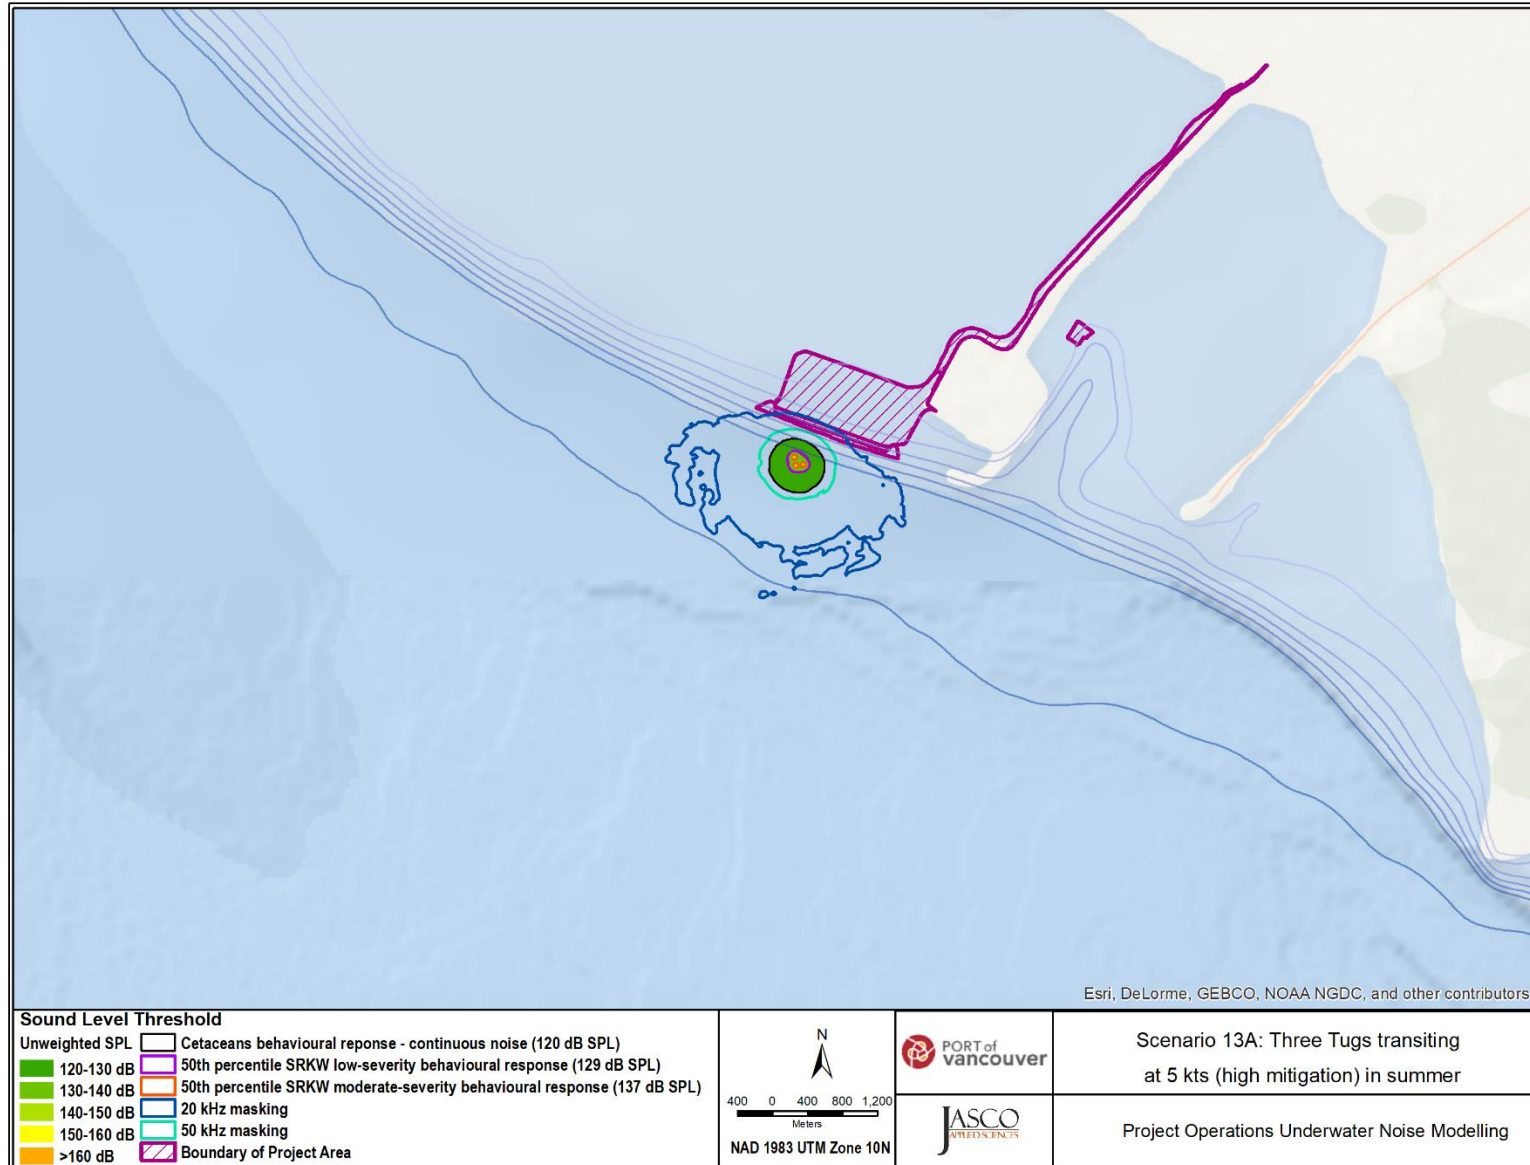 Esri, DeLorme, GEBCO, NOAA NGDC, and other contributors
Sound Level Threshold
Unweighted SPL
120-130 dB
130-140 dB
140-150 dB
150-160 dB
>160 dB
Cetaceans behavioural reponse - continuous noise (120 dB SPL)
50th percentile SRKW low-severity behavioural response (129 dB SPL)
50th percentile SRKW moderate-severity behavioural response (137 dB SPL)
20 kHz masking
50 kHz masking
Boundary of Project Area
N
400 0 400 800 1,200
Meters
NAD 1983 UTM Zone 10N
PORT of
vancouver
JASCO
APPLIED SCIENCES
Scenario 13A: Three Tugs transiting
at 5 kts (high mitigation) in summer
Project Operations Underwater Noise Modelling